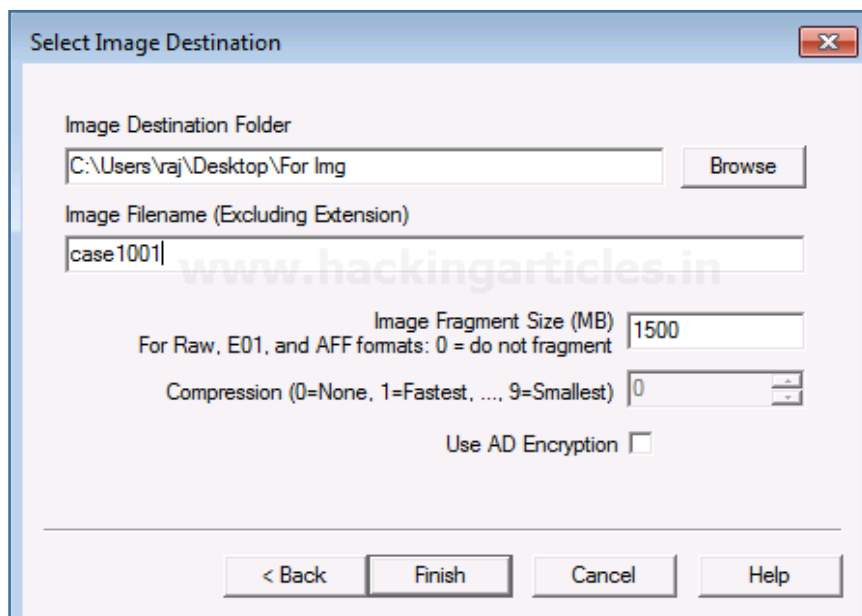 Select Image Destination
Image Destination Folder
C:\Users\raj\Desktop\For Img
Browse
Image Filename (Excluding Extension)
case1001
www.hackingarticles.in
Image Fragment Size (MB)
For Raw, E01, and AFF formats: 0 = do not fragment
1500
Compression (0=None, 1=Fastest, ..., 9=Smallest)
0
Use AD Encryption
< Back
Finish
Cancel
Help